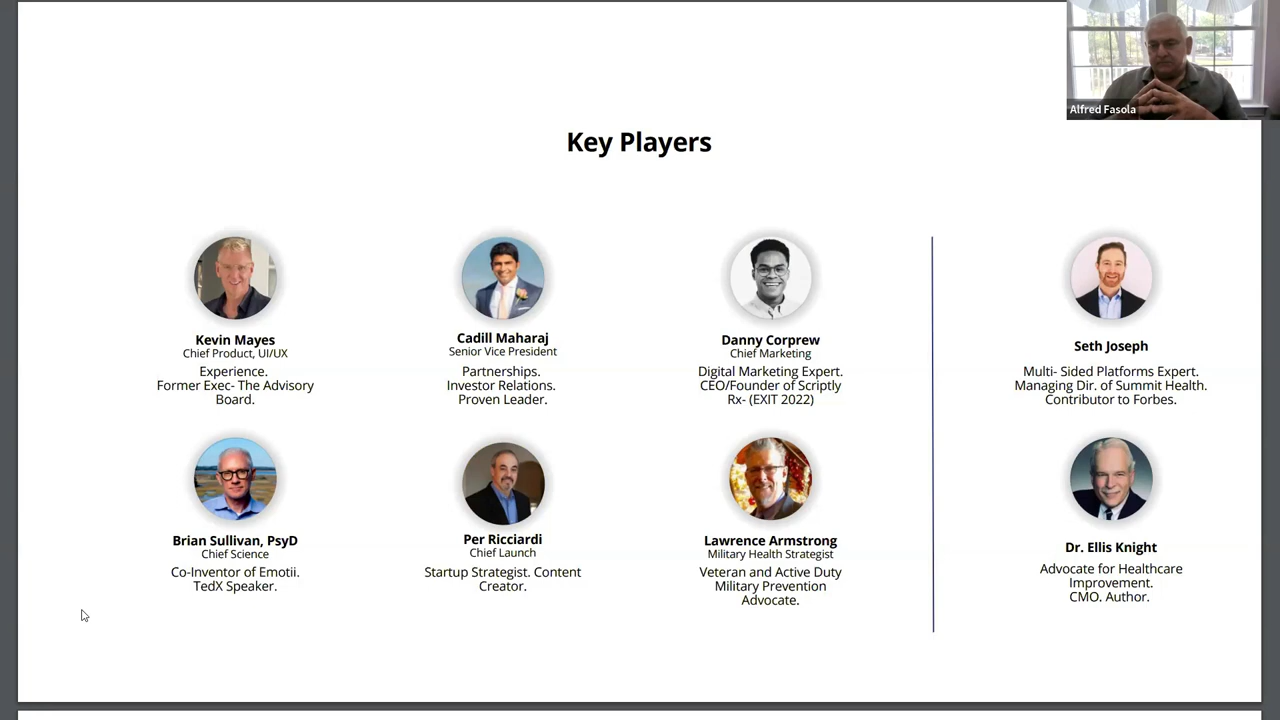 Alfred Fasola
Key Players
Kevin Mayes
Chief Product, UI/UX
Experience.
Former Exec- The Advisory
Board.
Cadill Maharaj
Senior Vice President
Partnerships.
Investor Relations.
Proven Leader.
Danny Corprew
Chief Marketing
Digital Marketing Expert.
CEO/Founder of Scriptly
Rx- (EXIT 2022)
Seth Joseph
Multi- Sided Platforms Expert.
Managing Dir. of Summit Health.
Contributor to Forbes.
Brian Sullivan, PsyD
Chief Science
Co-Inventor of Emotii.
TedX Speaker.
Per Ricciardi
Chief Launch
Startup Strategist. Content
Creator.
Lawrence Armstrong
Military Health Strategist
Veteran and Active Duty
Military Prevention
Advocate.
Dr. Ellis Knight
Advocate for Healthcare
Improvement.
CMO. Author.